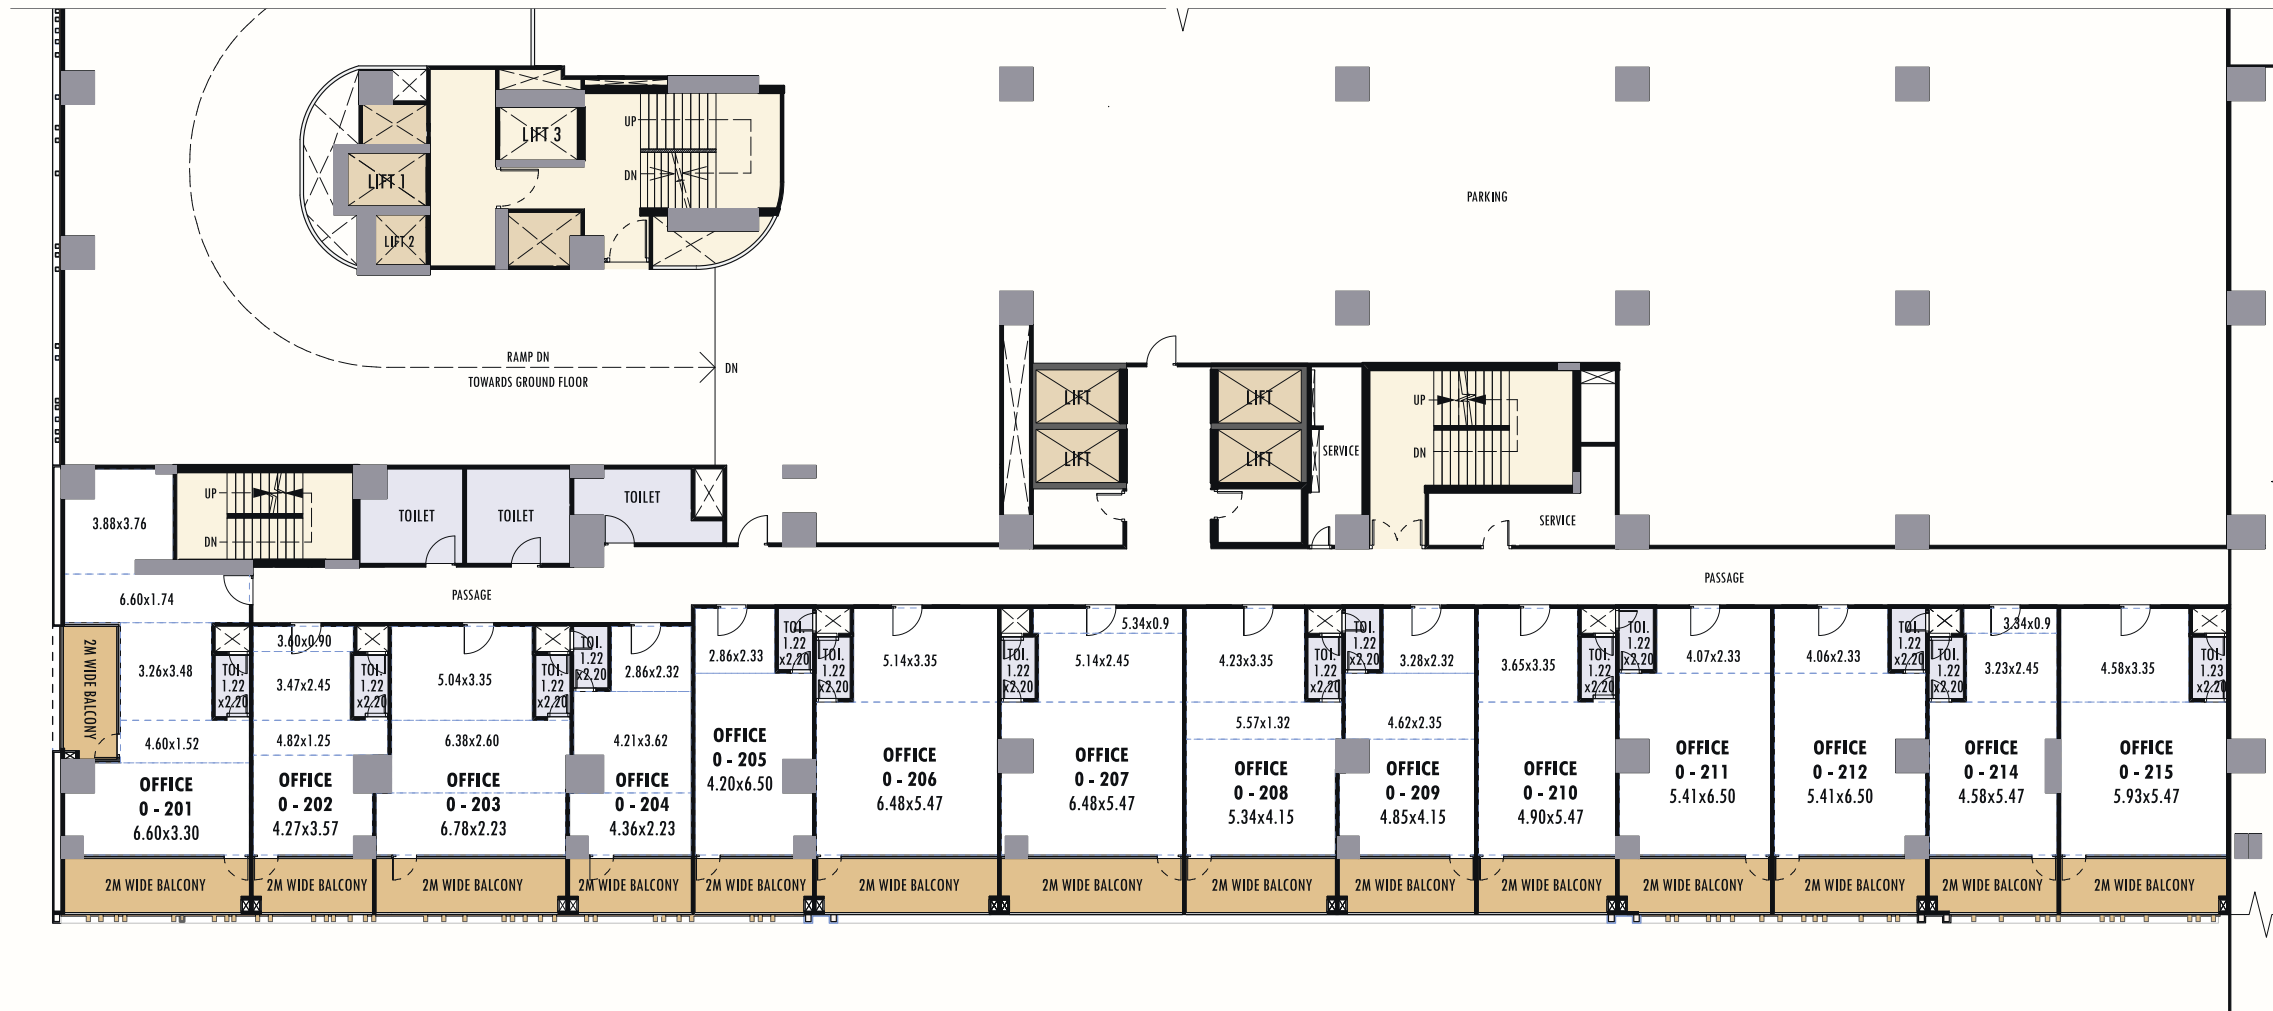 LIFT 3
UP
LIFT 1
DN
PARKING
LIFT 2
RAMP DN
DN
TOWARDS GROUND FLOOR
LIFT
LIFT
UP
LIFT
LIFT
SERVICE
DN
UP
TOILET
TOILET
TOILET
3.88x3.76
DN
SERVICE
PASSAGE
PASSAGE
6.60x1.74
2M WIDE BALCONY
3.26x3.48
TOI.
1.22
x2.20
4.60x1.52
OFFICE
0 - 201
6.60x3.30
2M WIDE BALCONY
3.60x0.90
3.47x2.45
TOI.
1.22
x2.20
4.82x1.25
OFFICE
0 - 202
4.27x3.57
2M WIDE BALCONY
5.04x3.35
TOI.
1.22
x2.20
6.38x2.60
OFFICE
0 - 203
6.78x2.23
2M WIDE BALCONY
TOI.
1.22
x2.20
2.86x2.32
4.21x3.62
OFFICE
0 - 204
4.36x2.23
2M WIDE BALCONY
2.86x2.33
TOI.
1.22
x2.20
OFFICE
0 - 205
4.20x6.50
2M WIDE BALCONY
TOI.
1.22
x2.20
5.14x3.35
OFFICE
0 - 206
6.48x5.47
2M WIDE BALCONY
5.34x0.9
TOI.
1.22
x2.20
5.14x2.45
OFFICE
0 - 207
6.48x5.47
2M WIDE BALCONY
4.23x3.35
TOI.
1.22
x2.20
5.57x1.32
OFFICE
0 - 208
5.34x4.15
2M WIDE BALCONY
TOI.
1.22
x2.20
3.28x2.32
4.62x2.35
OFFICE
0 - 209
4.85x4.15
2M WIDE BALCONY
3.65x3.35
TOI.
1.22
x2.20
OFFICE
0 - 210
4.90x5.47
2M WIDE BALCONY
TOI.
1.22
x2.20
4.07x2.33
OFFICE
0 - 211
5.41x6.50
2M WIDE BALCONY
4.06x2.33
TOI.
1.22
x2.20
OFFICE
0 - 212
5.41x6.50
2M WIDE BALCONY
3.34x0.9
TOI.
1.22
x2.20
3.23x2.45
OFFICE
0 - 214
4.58x5.47
2M WIDE BALCONY
4.58x3.35
TOI.
1.23
x2.20
OFFICE
0 - 215
5.93x5.47
2M WIDE BALCONY